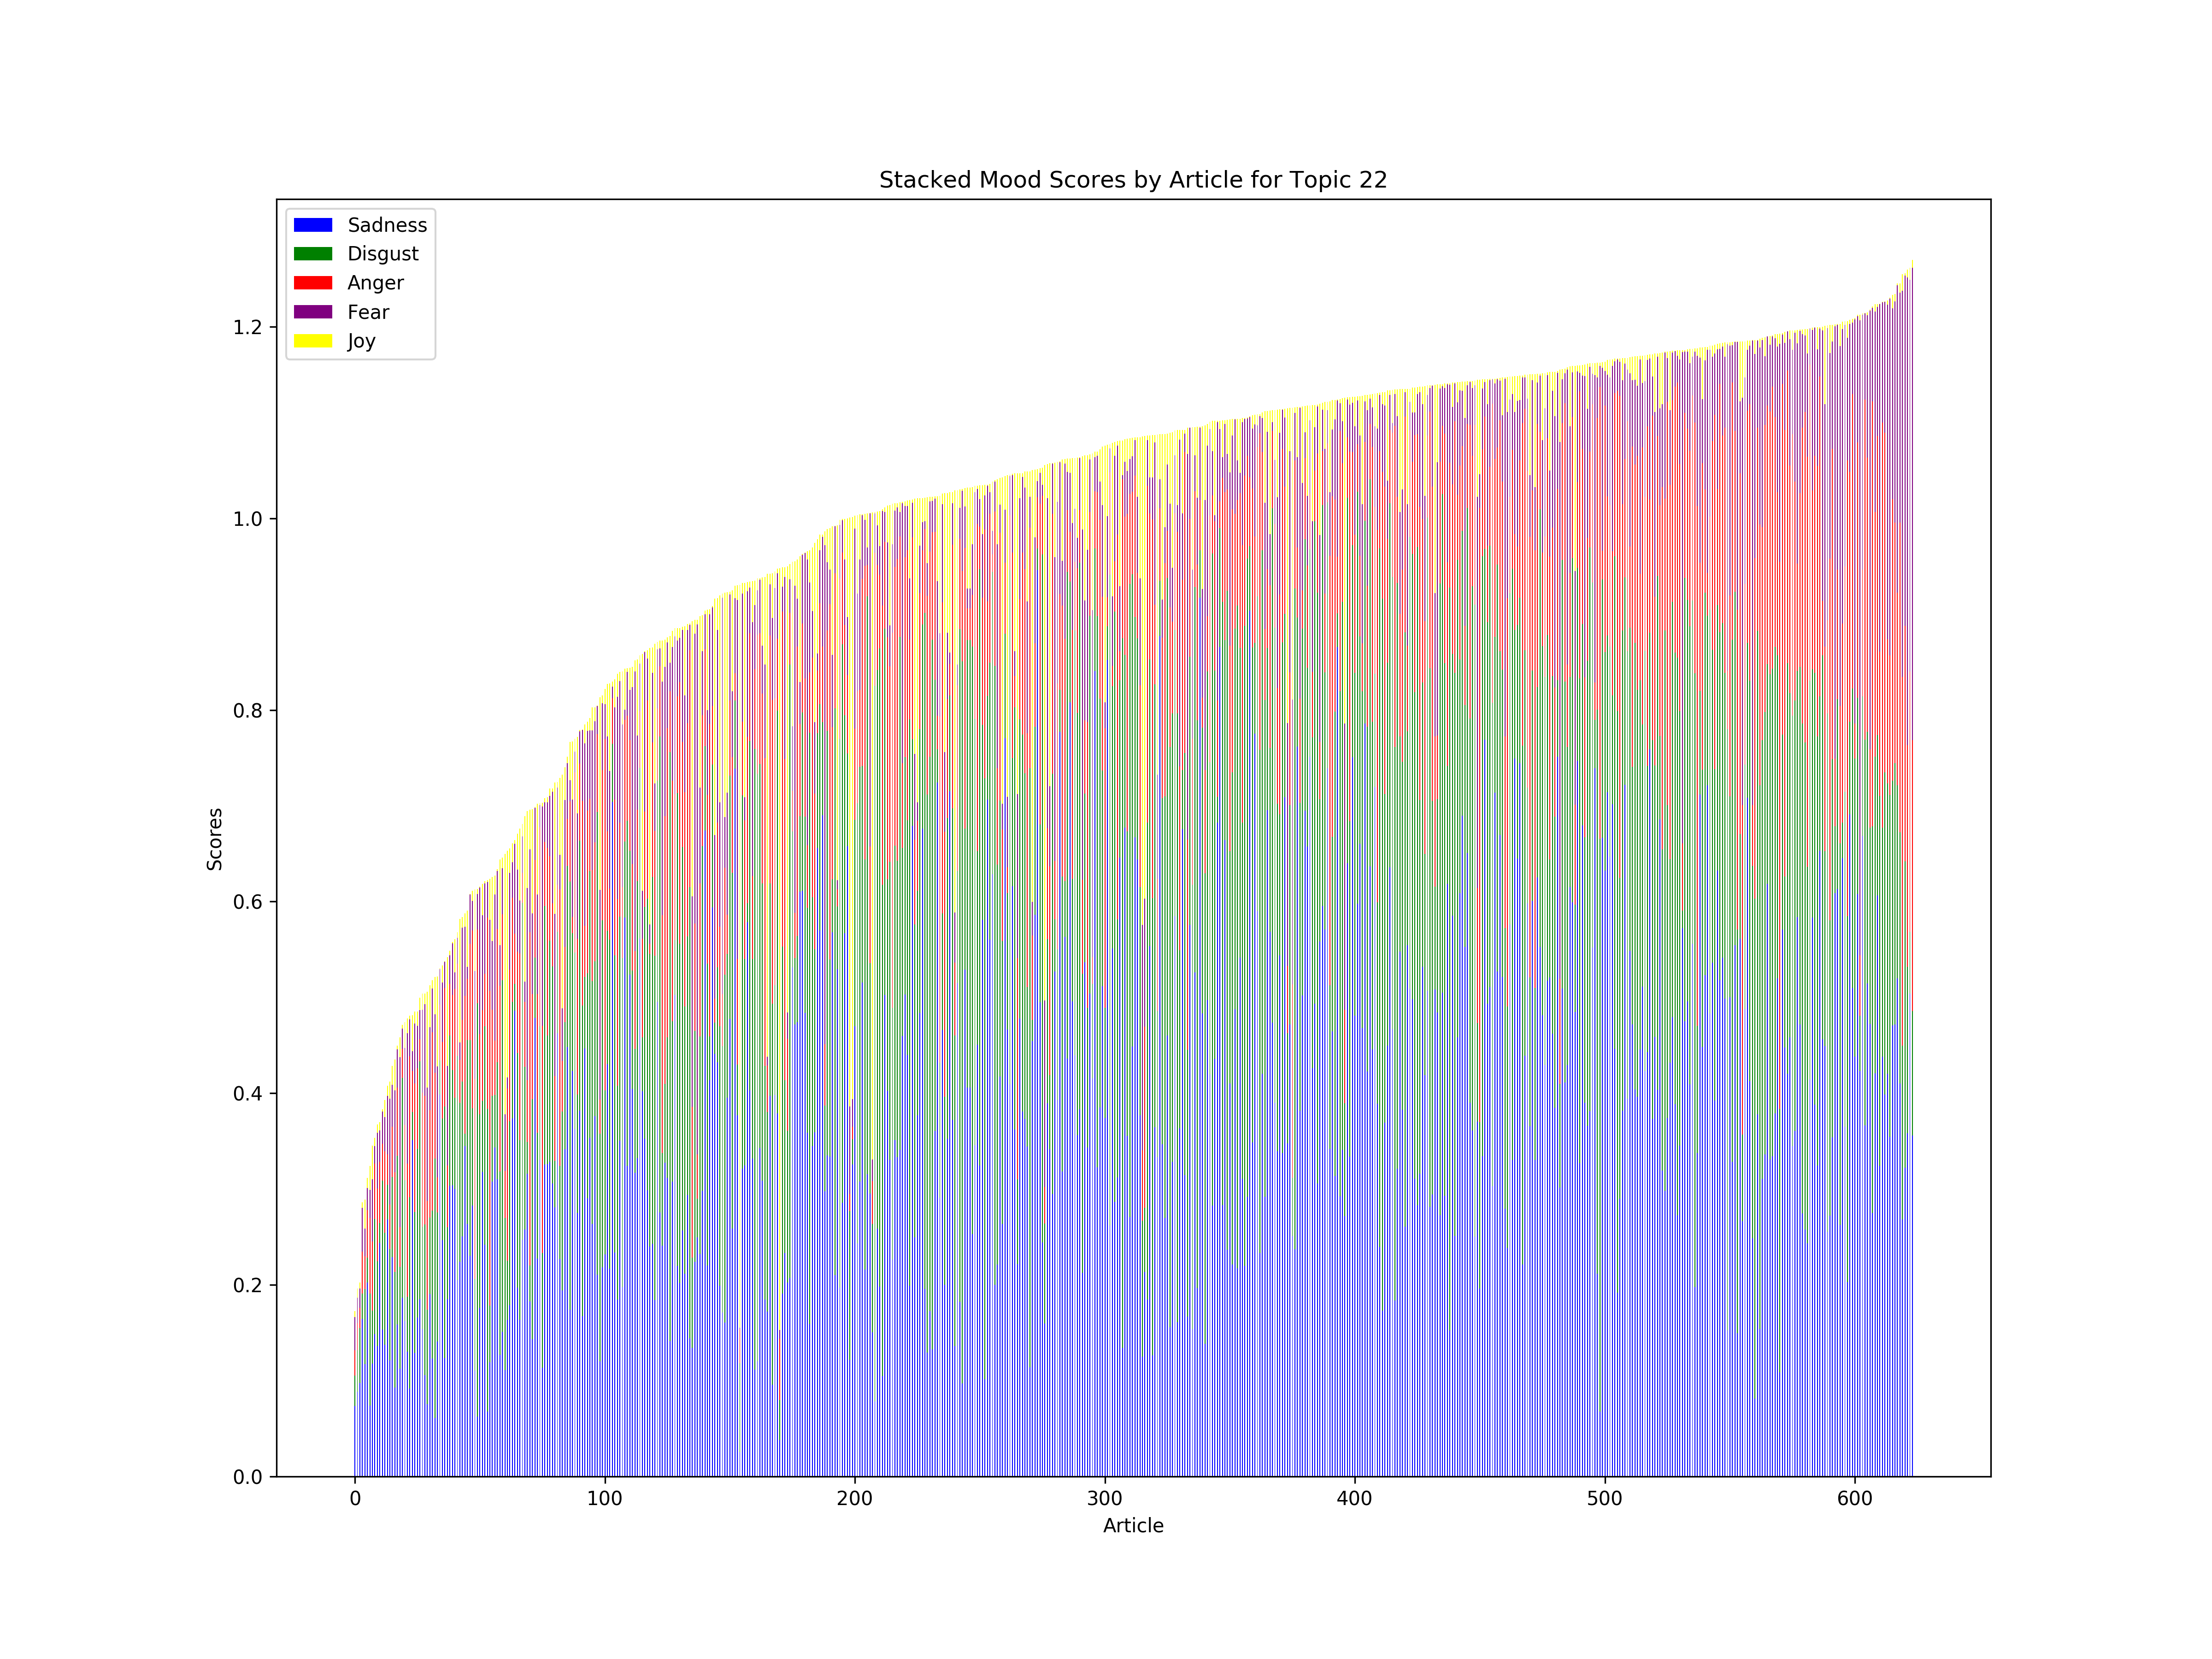 Stacked Mood Scores by Article for Topic 22
Sadness
Disgust
Anger
Fear
Joy
1.2
1.0
0.8
0.6
0.4
0.2
0.0
Scores
0 100 200 300 400 500 600
Article